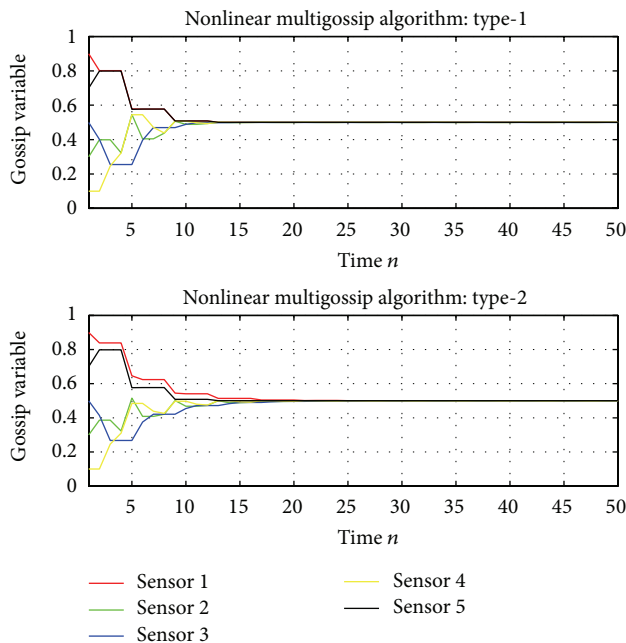 Nonlinear multigossip algorithm: type-1
1
0.8
0.6
0.4
0.2
0
Gossip variable
5 10 15 20 25 30 35 40 45 50
Time n
Nonlinear multigossip algorithm: type-2
1
0.8
0.6
0.4
0.2
0
Gossip variable
5 10 15 20 25 30 35 40 45 50
Time n
Sensor 1
Sensor 2
Sensor 3
Sensor 4
Sensor 5